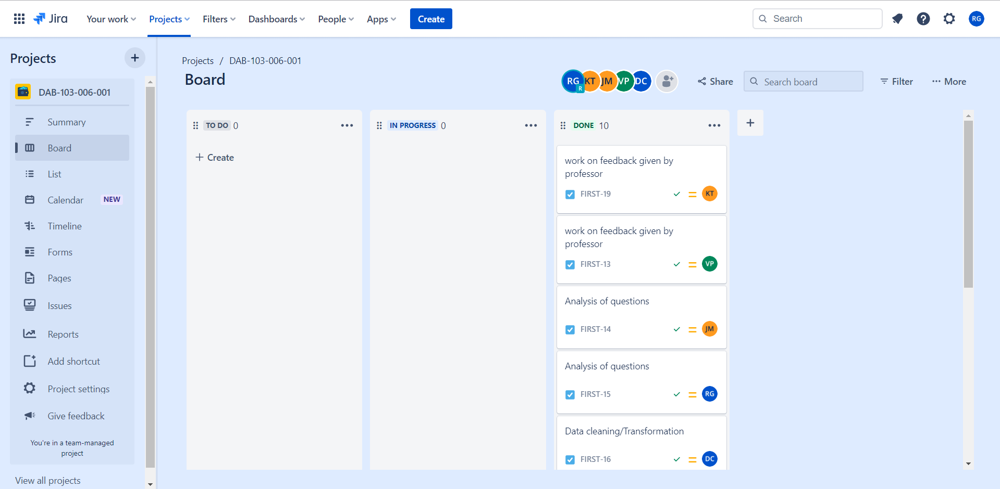 Jira
Your work
Projects
Filters
Dashboards
People
Apps
Create
Search
RG
Projects
DAB-103-006-001
Summary
Board
List
Calendar NEW
Timeline
Forms
Pages
Issues
Reports
Add shortcut
Project settings
Give feedback
You're in a team-managed
project
View all projects
Projects / DAB-103-006-001
Board
RG R KT JM VP DC
Share
Search board
Filter
More
TO DO 0
Create
IN PROGRESS 0
DONE 10
work on feedback given by
professor
FIRST-19 KT
work on feedback given by
professor
FIRST-13 VP
Analysis of questions
FIRST-14 JM
Analysis of questions
FIRST-15 RG
Data cleaning/Transformation
FIRST-16 DC